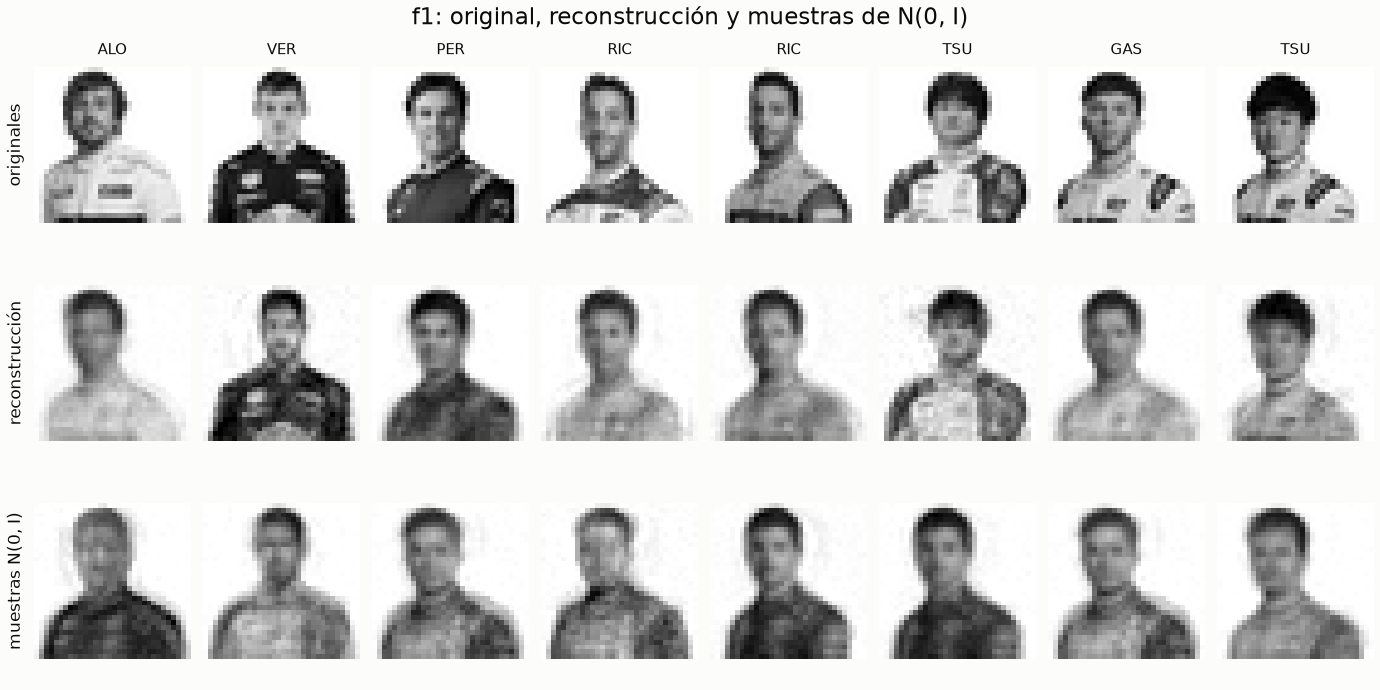 f1: original, reconstrucción y muestras de N(0, I)
ALO VER PER RIC RIC TSU GAS TSU
originales
reconstrucción
muestras N(0, I)